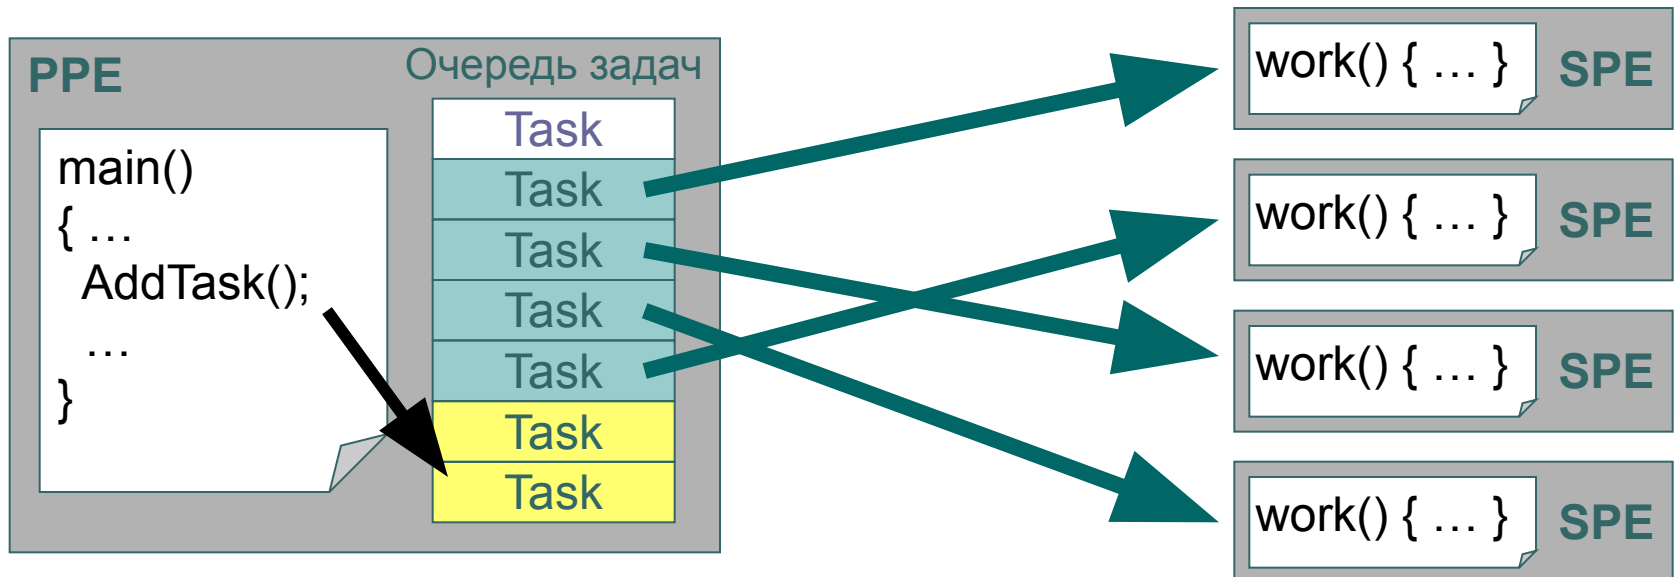 PPE
Очередь задач
main()
{ …
AddTask();
…
}
Task
Task
Task
Task
Task
Task
Task
work() { … }
SPE
work() { … }
SPE
work() { … }
SPE
work() { … }
SPE